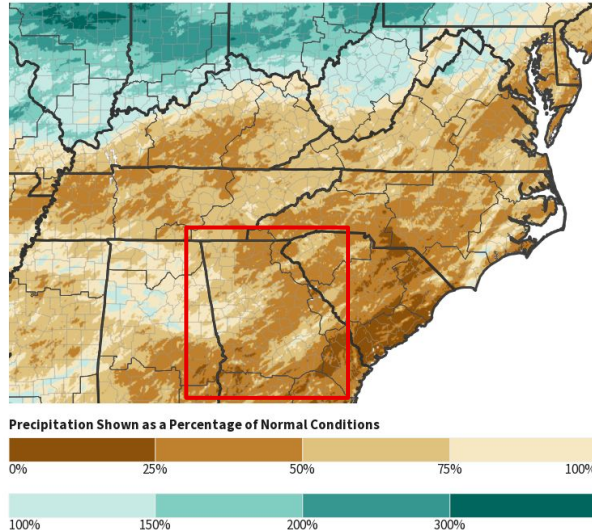 Precipitation Shown as a Percentage of Normal Conditions
0% 25% 50% 75% 100%
100% 150% 200% 300%